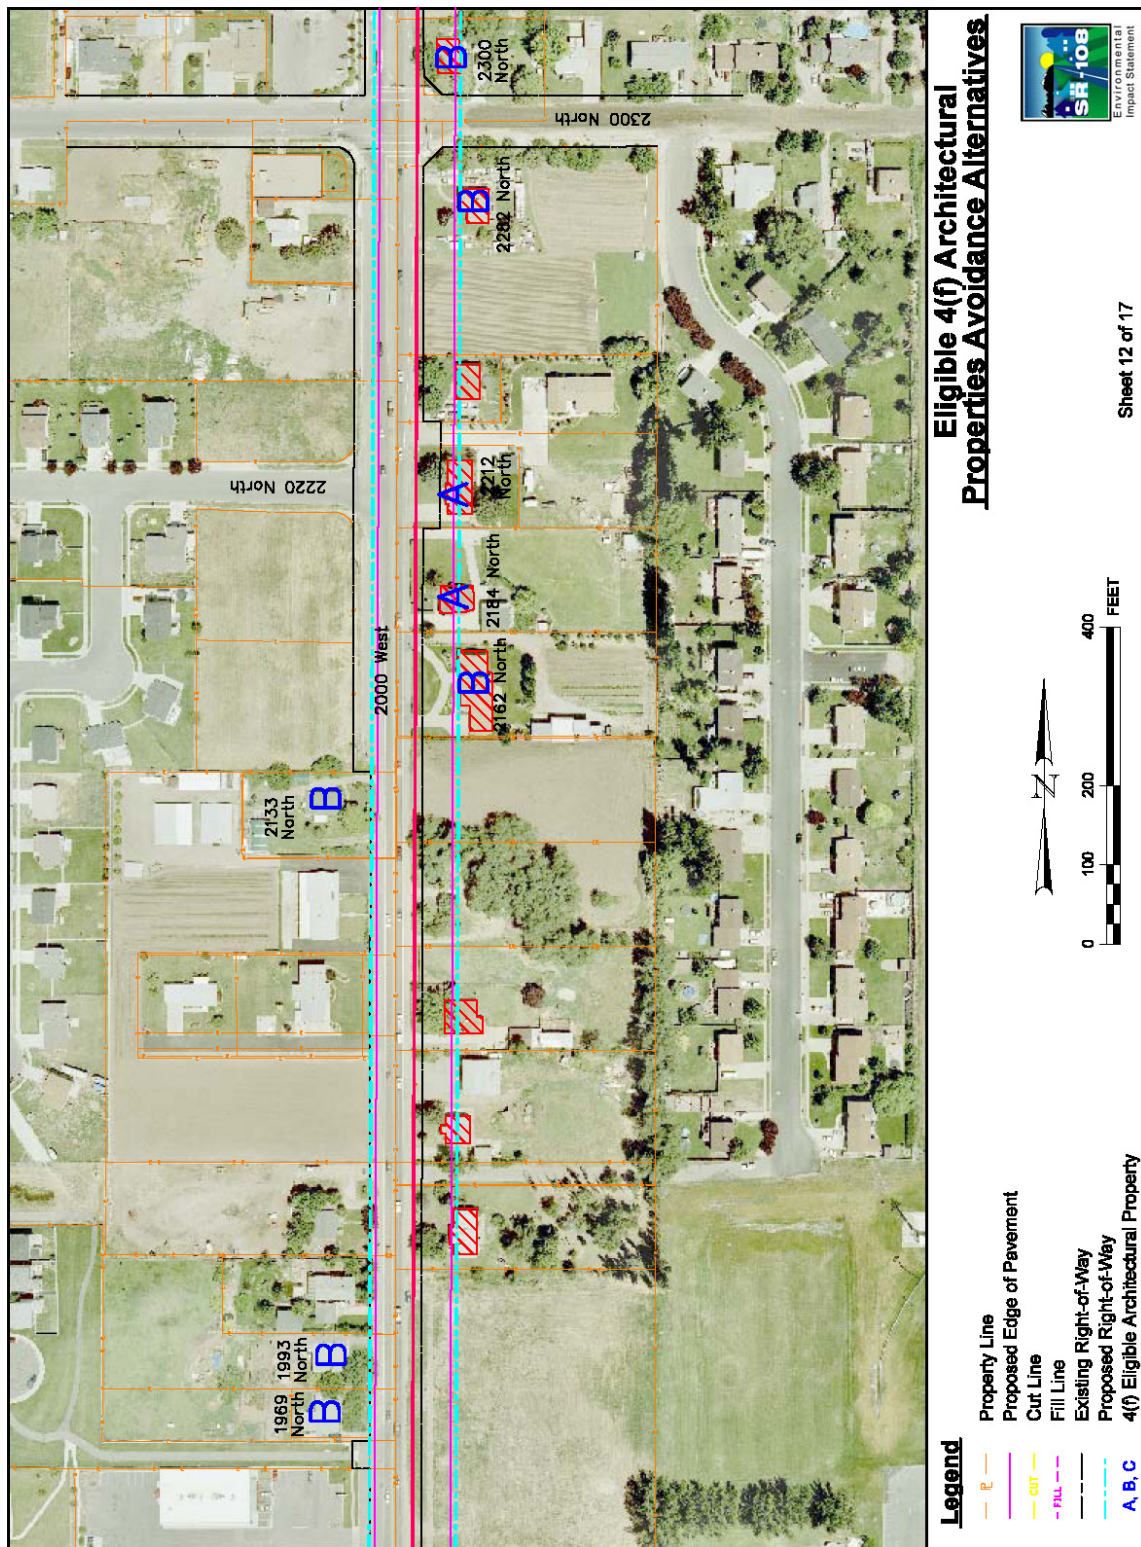 B
2300
North
2300 North
B
2282 North
2220 North
A
2212
North
A
2184 North
2000 West
B
2162 North
2133
North
B
1993
North
B
1969
North
B
Eligible 4(f) Architectural
Properties Avoidance Alternatives
SR-108
Environmental
Impact Statement
Sheet 12 of 17
N
0
100
200
400
FEET
Legend
PL
Property Line
Proposed Edge of Pavement
CUT
Cut Line
FILL
Fill Line
Existing Right-of-Way
Proposed Right-of-Way
A, B, C
4(f) Eligible Architectural Property